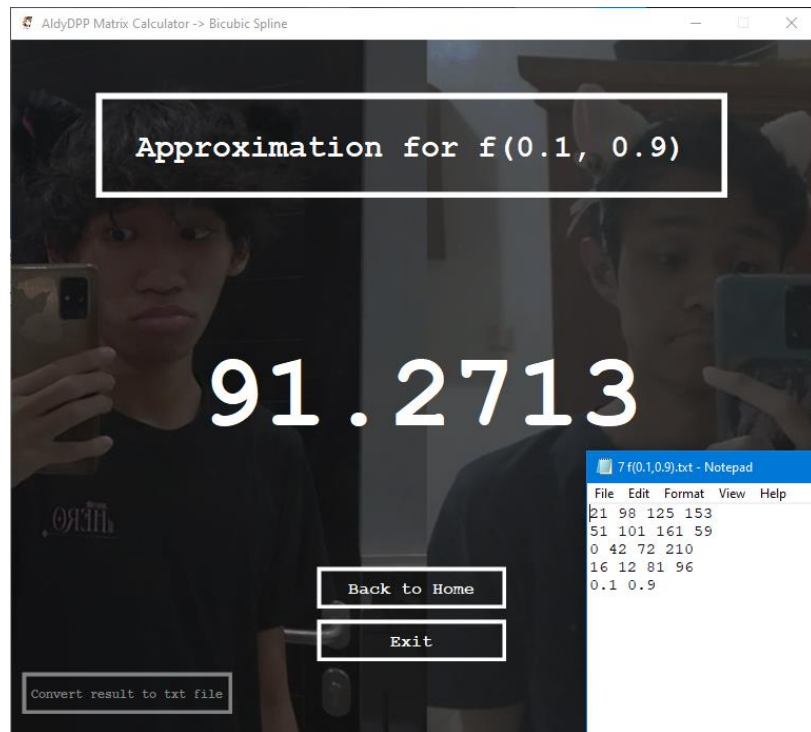 AldyDPP Matrix Calculator -> Bicubic Spline
Approximation for f(0.1, 0.9)
91.2713
HERO
Back to Home
Exit
Convert result to txt file
7 f(0.1,0.9).txt - Notepad
File Edit Format View Help
21 98 125 153
51 101 161 59
0 42 72 210
16 12 81 96
0.1 0.9